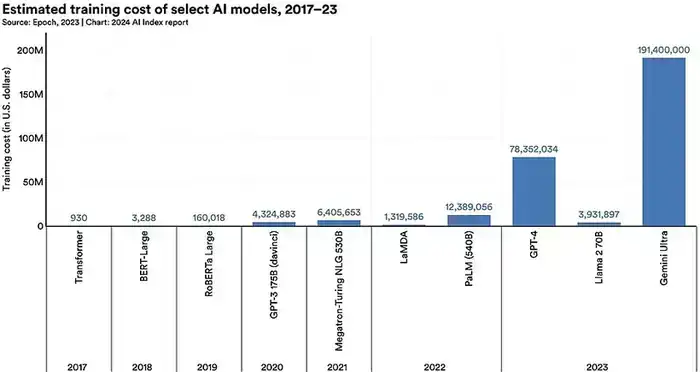 Estimated training cost of select AI models, 2017–23
Source: Epoch, 2023 | Chart: 2024 AI Index report
Training cost (in U.S. dollars)
200M
150M
100M
50M
0
930
3,288
160,018
4,324,883
6,405,653
1,319,586
12,389,056
78,352,034
3,931,897
191,400,000
Transformer
BERT-Large
RoBERTa Large
GPT-3 175B (davinci)
Megatron-Turing NLG 530B
LaMDA
PaLM (540B)
GPT-4
Llama 2 70B
Gemini Ultra
2017
2018
2019
2020
2021
2022
2023